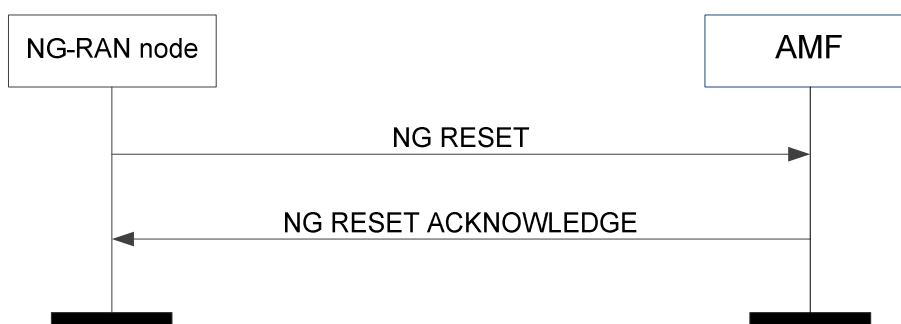 NG-RAN node
AMF
NG RESET
NG RESET ACKNOWLEDGE